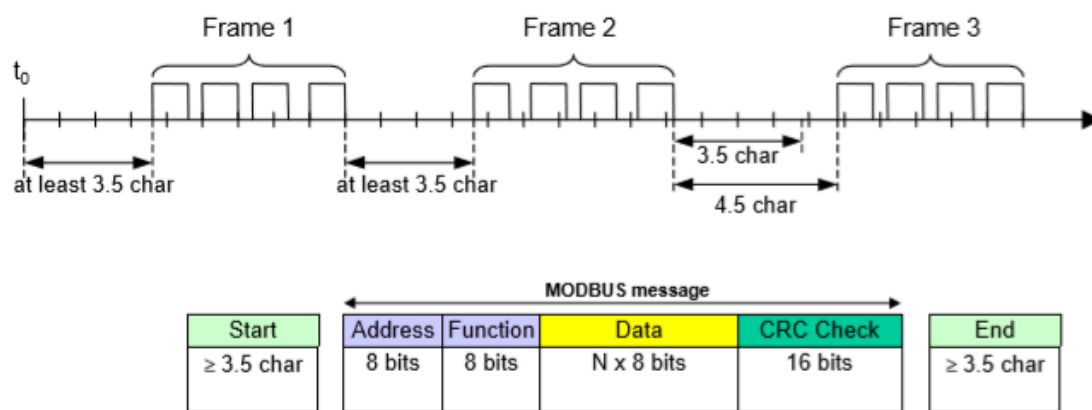 Frame 1 Frame 2 Frame 3
t0
at least 3.5 char at least 3.5 char 3.5 char
4.5 char
MODBUS message
Start Address Function Data CRC Check End
≥ 3.5 char 8 bits 8 bits N x 8 bits 16 bits ≥ 3.5 char